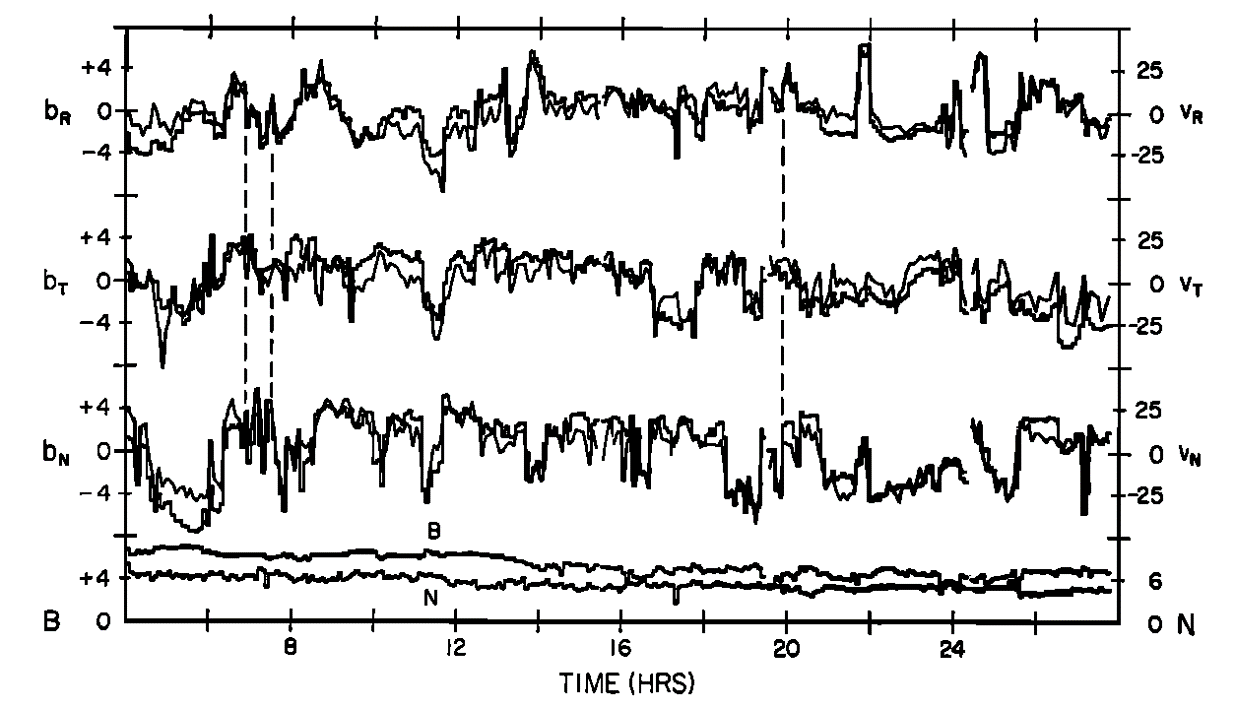 +4 25
b_R 0 0 v_R
-4 -25
+4 25
b_T 0 0 v_T
-4 -25
+4 25
b_N 0 0 v_N
-4 -25
B
+4 6
N
B 0 0 N
8 12 16 20 24
TIME (HRS)